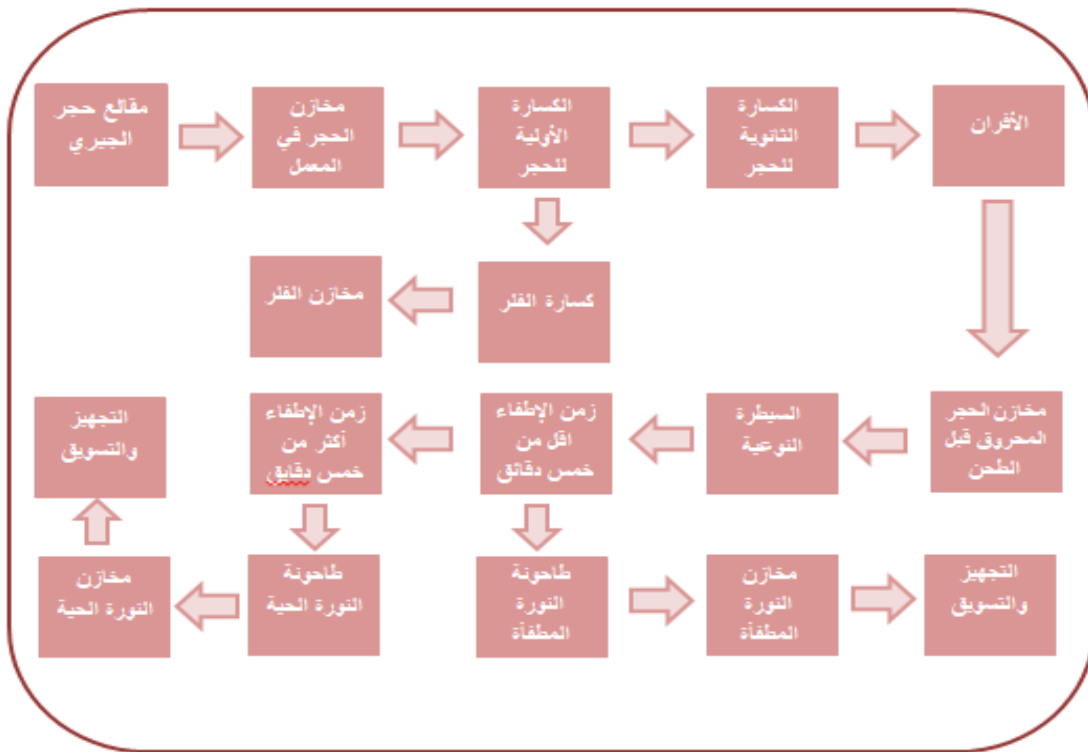 مقالع حجر
الجيري
مخازن
الحجر في
المعمل
الكسارة
الأولية
للحجر
الكسارة
الثانوية
للحجر
الأفران
كسارة الفلر
مخازن الفلر
مخازن الحجر
المحروق قبل
الطحن
السيطرة
النوعية
زمن الإطفاء
اقل من
خمس دقائق
زمن الإطفاء
أكثر من
خمس دقايق
التجهيز
والتسويق
طاحونة
النورة الحية
مخازن
النورة الحية
طاحونة
النورة
المطفأة
مخازن
النورة
المطفأة
التجهيز
والتسويق